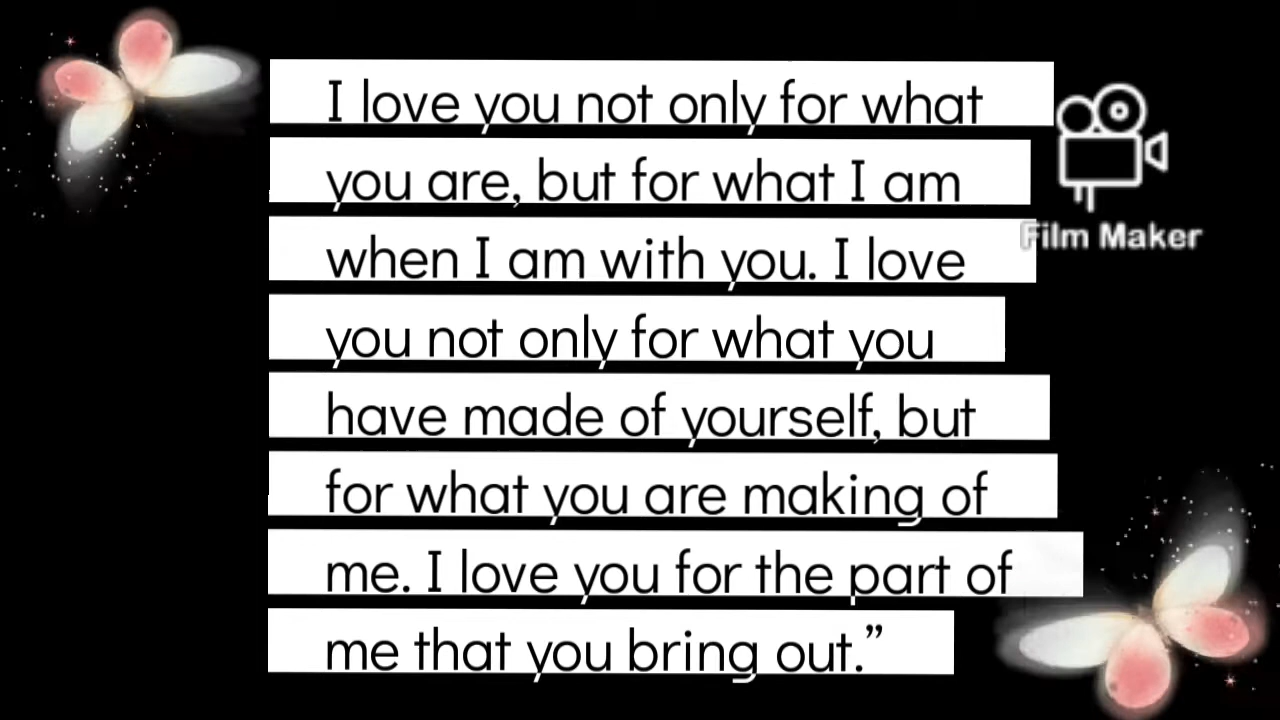 I love you not only for what
you are, but for what I am
when I am with you. I love
you not only for what you
have made of yourself, but
for what you are making of
me. I love you for the part of
me that you bring out.”
Film Maker